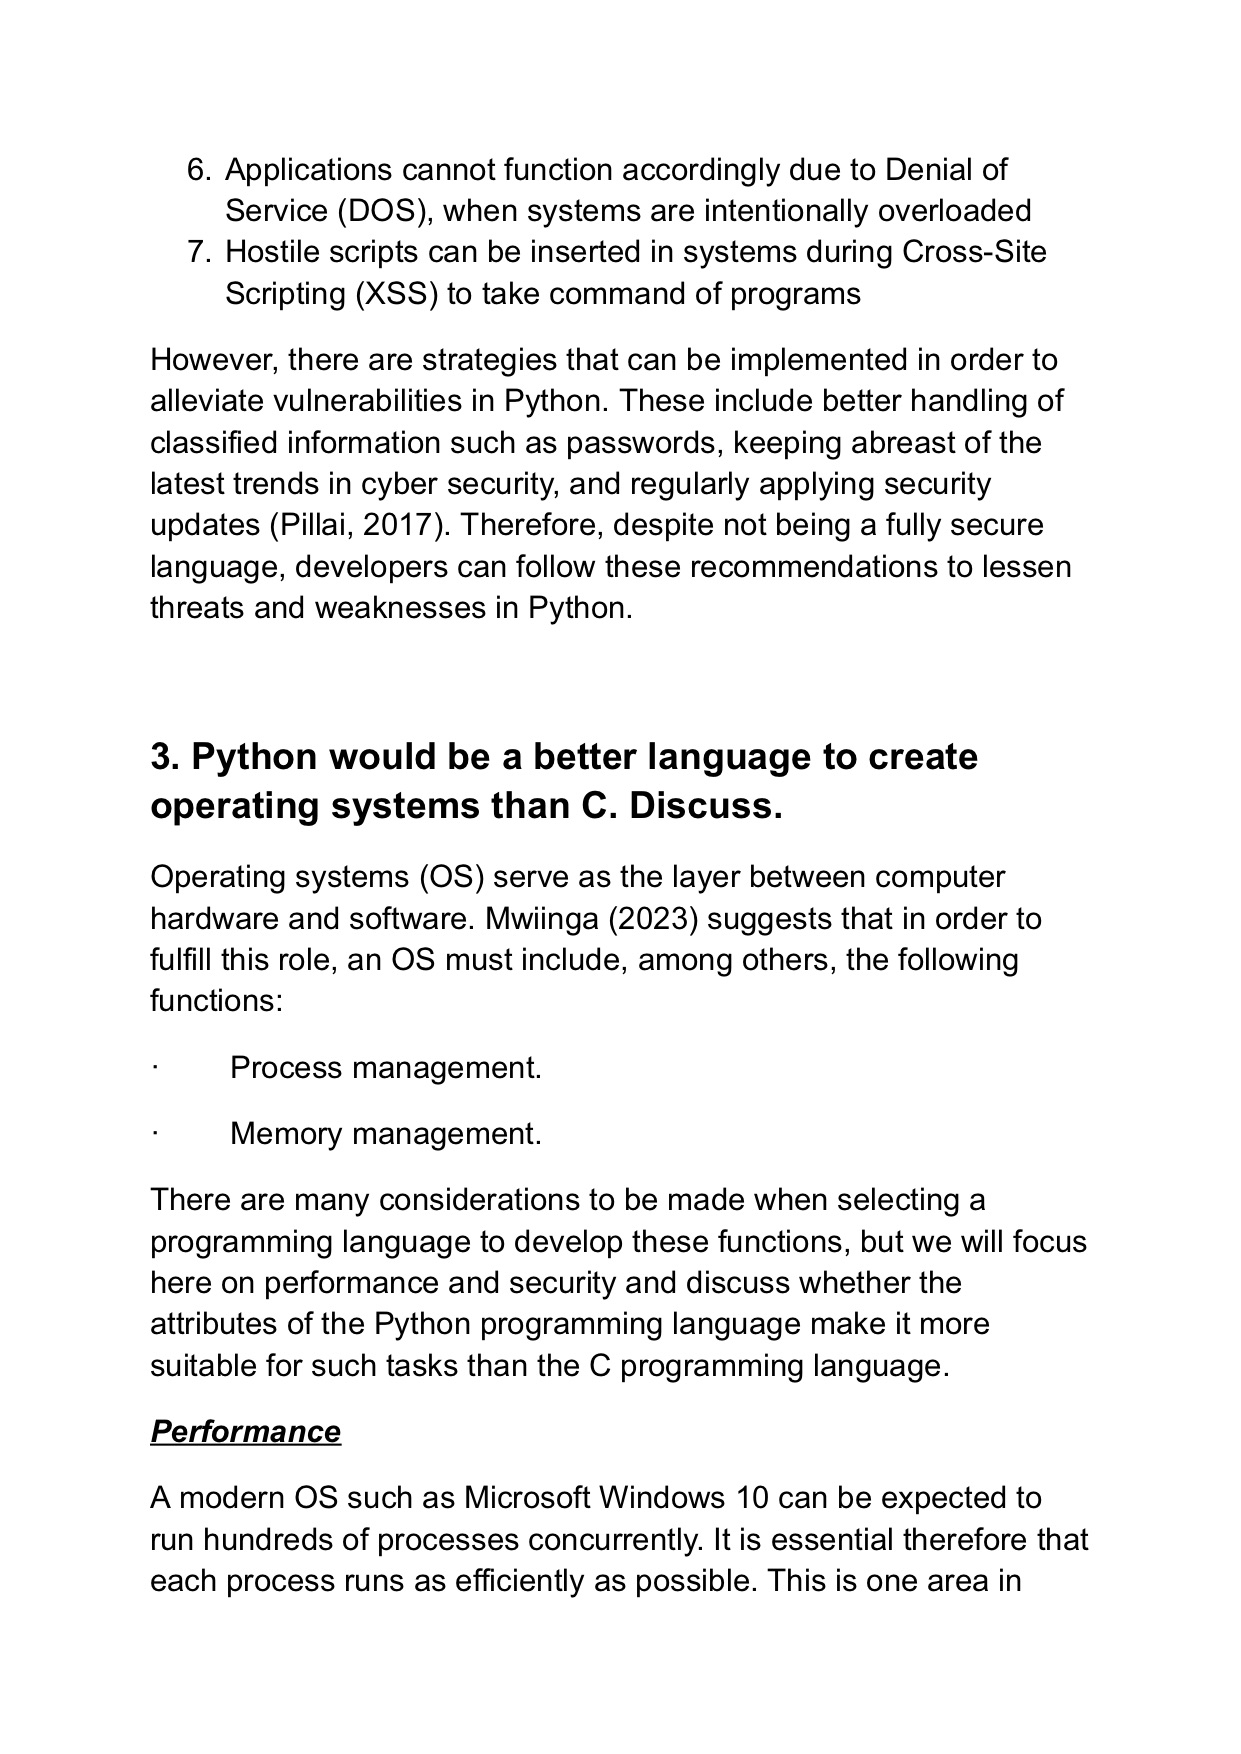 6. Applications cannot function accordingly due to Denial of
Service (DOS), when systems are intentionally overloaded
7. Hostile scripts can be inserted in systems during Cross-Site
Scripting (XSS) to take command of programs
However, there are strategies that can be implemented in order to
alleviate vulnerabilities in Python. These include better handling of
classified information such as passwords, keeping abreast of the
latest trends in cyber security, and regularly applying security
updates (Pillai, 2017). Therefore, despite not being a fully secure
language, developers can follow these recommendations to lessen
threats and weaknesses in Python.
3. Python would be a better language to create
operating systems than C. Discuss.
Operating systems (OS) serve as the layer between computer
hardware and software. Mwiinga (2023) suggests that in order to
fulfill this role, an OS must include, among others, the following
functions:
· Process management.
· Memory management.
There are many considerations to be made when selecting a
programming language to develop these functions, but we will focus
here on performance and security and discuss whether the
attributes of the Python programming language make it more
suitable for such tasks than the C programming language.
Performance
A modern OS such as Microsoft Windows 10 can be expected to
run hundreds of processes concurrently. It is essential therefore that
each process runs as efficiently as possible. This is one area in